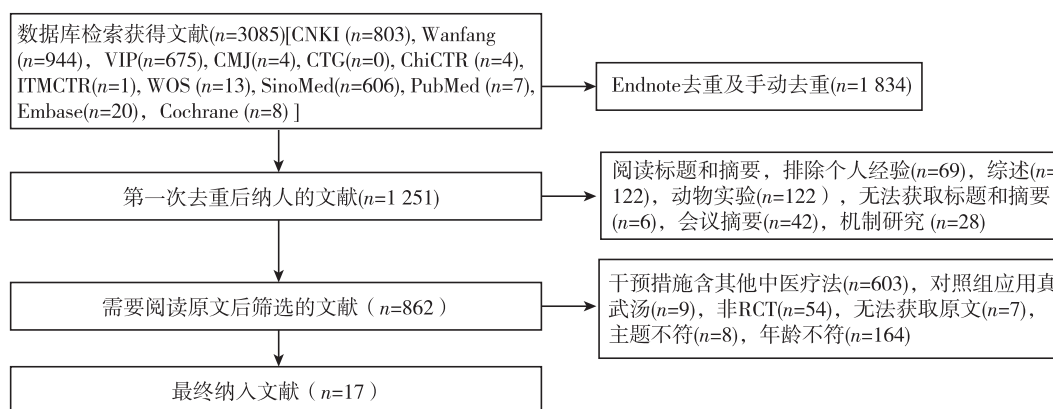 数据库检索获得文献(n=3085)[CNKI (n=803), Wanfang
(n=944)，VIP(n=675), CMJ(n=4), CTG(n=0), ChiCTR (n=4),
ITMCTR(n=1), WOS (n=13), SinoMed(n=606), PubMed (n=7),
Embase(n=20)，Cochrane (n=8) ]
Endnote去重及手动去重(n=1 834)
第一次去重后纳人的文献(n=1 251)
阅读标题和摘要，排除个人经验(n=69)，综述(n=
122)，动物实验(n=122），无法获取标题和摘要
(n=6)，会议摘要(n=42)，机制研究 (n=28)
需要阅读原文后筛选的文献（n=862）
干预措施含其他中医疗法(n=603)，对照组应用真
武汤(n=9)，非RCT(n=54)，无法获取原文(n=7)，
主题不符(n=8)，年龄不符(n=164)
最终纳入文献（n=17）